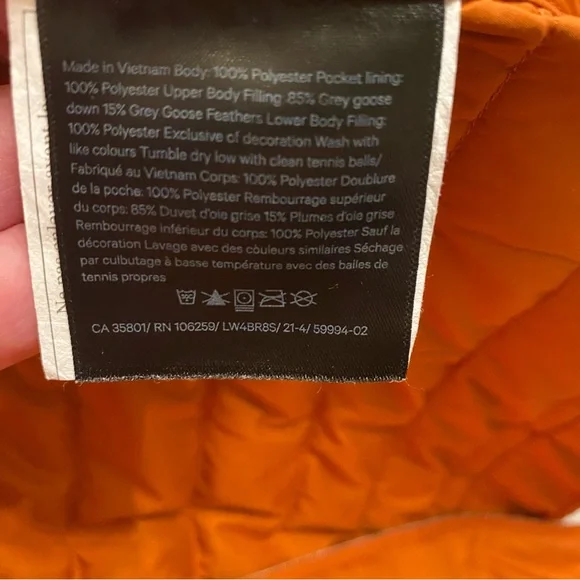 Made in Vietnam Body: 100% Polyester Pocket lining:
100% Polyester Upper Body Filling: 85% Grey goose
down 15% Grey Goose Feathers Lower Body Filling:
100% Polyester Exclusive of decoration Wash with
like colours Tumble dry low with clean tennis balls/
Fabriqué au Vietnam Corps: 100% Polyester Doublure
de la poche: 100% Polyester Rembourrage supérieur
du corps: 85% Duvet d'oie grise 15% Plumes d'oie grise
Rembourrage inférieur du corps: 100% Polyester Sauf la
décoration Lavage avec des couleurs similaires Séchage
par culbutage à basse température avec des balles de
tennis propres
CA 35801/ RN 106259/ LW4BR8S/ 21-4/ 59994-02